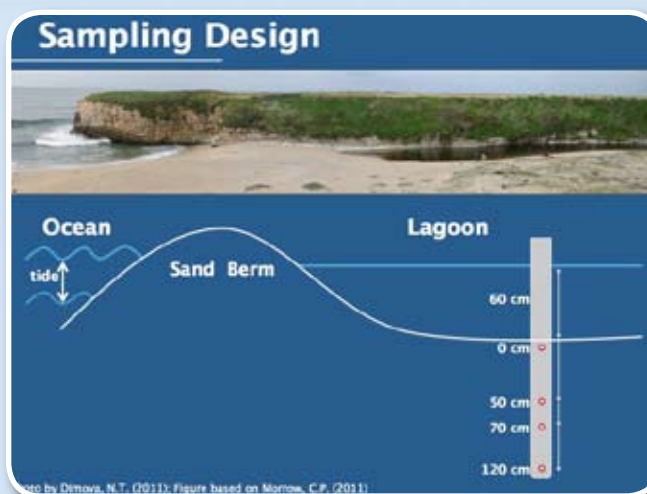 Sampling Design
Ocean
Lagoon
tide
Sand Berm
60 cm
0 cm
50 cm
70 cm
120 cm
by Dimova, N.T. (2011); Figure based on Morrow, C.P. (2011)